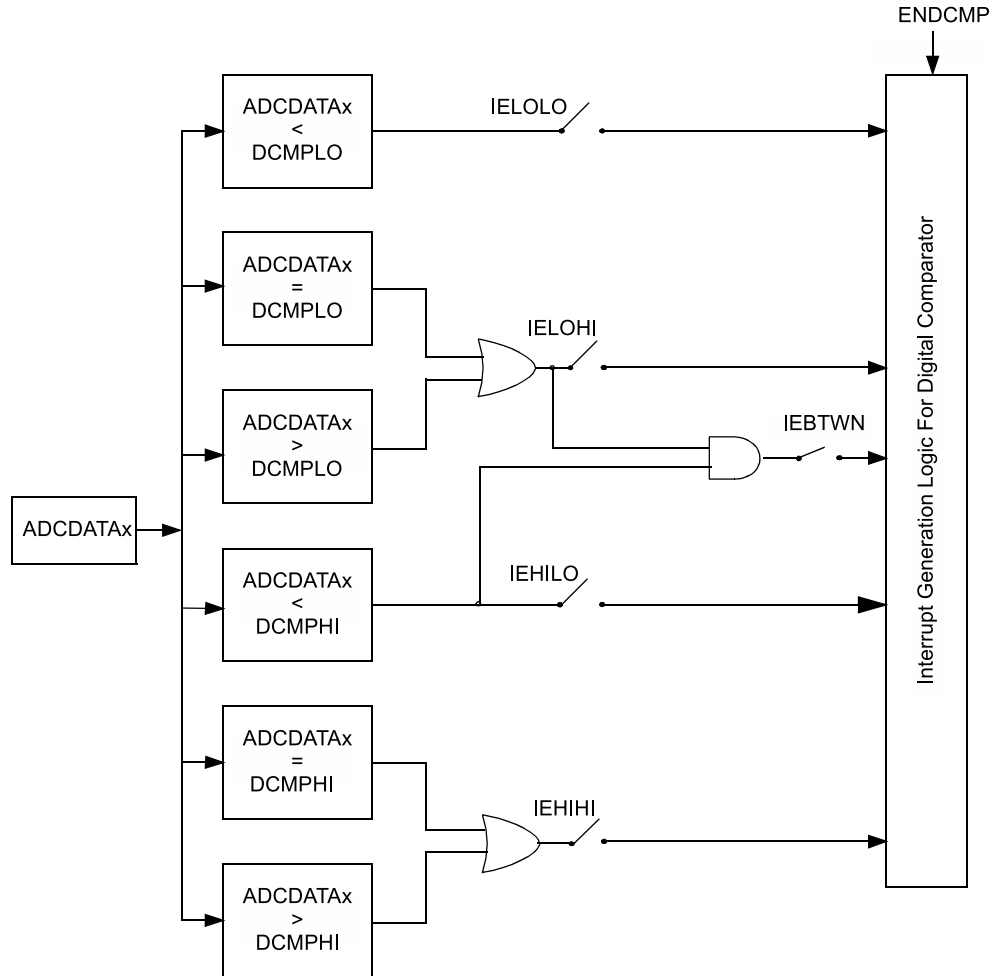 ENDCMP
ADCDATAx
<
DCMPLO
IELOLO
ADCDATAx
=
DCMPLO
IELOHI
ADCDATAx
>
DCMPLO
IEBTWN
ADCDATAx
ADCDATAx
<
DCMPHI
IEHILO
ADCDATAx
=
DCMPHI
IEHIHI
ADCDATAx
>
DCMPHI
Interrupt Generation Logic For Digital Comparator